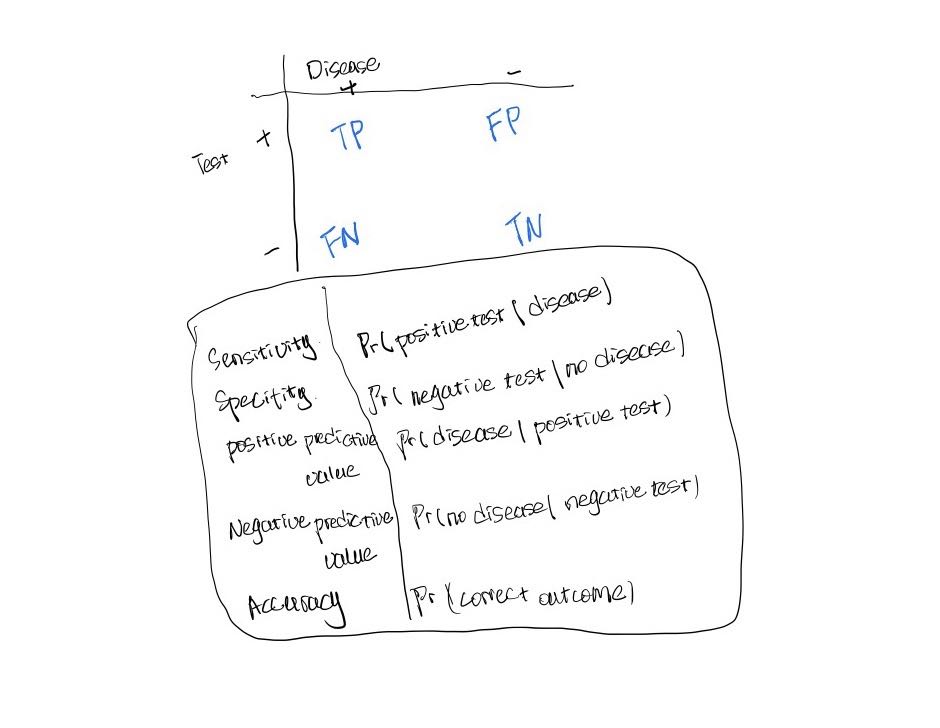 Disease
+ -
Test + TP FP
- FN TN
Sensitivity Pr(positive test | disease)
Specitity Pr(negative test | no disease)
positive predictive Pr(disease | positive test)
value
Negative predictive Pr(no disease | negative test)
value
Accuracy Pr(correct outcome)